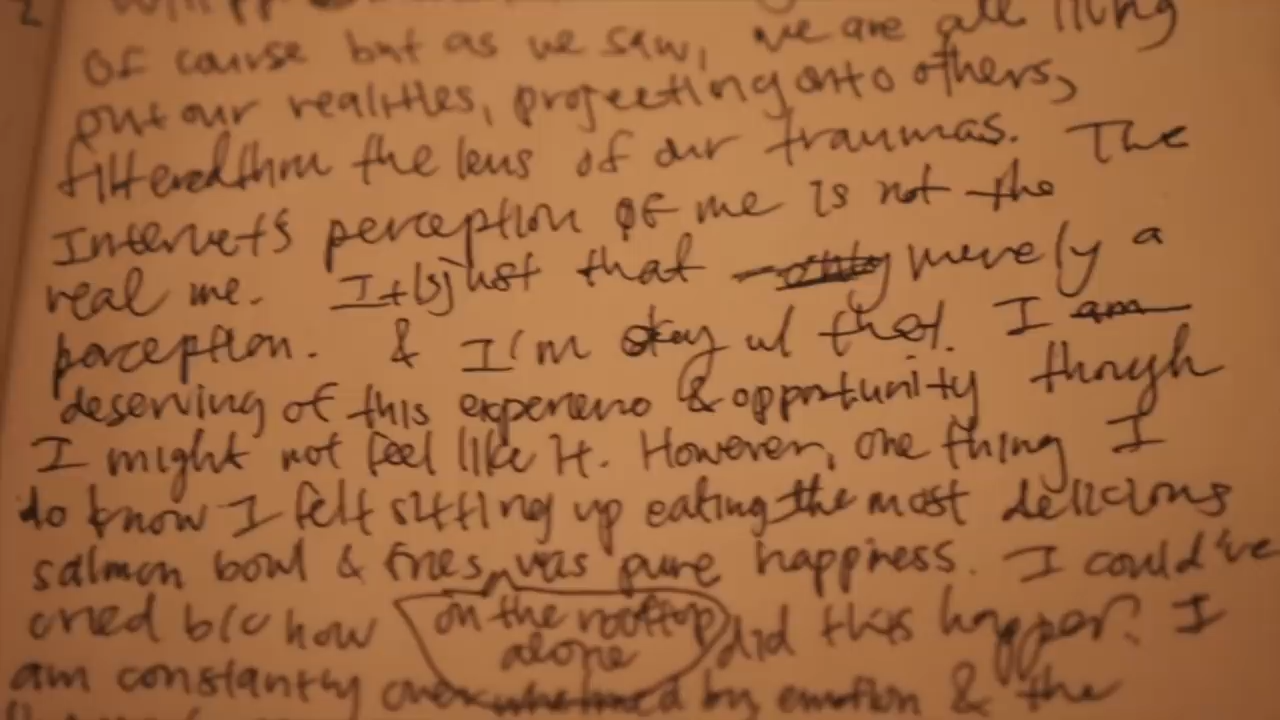 2
of course but as we saw, we are all living
out our realities, projecting onto others,
filtered thru the lens of our traumas. The
Internet's perception of me is not the
real me. It is just that only merely a
perception. & I'm okay w/ that. I am
deserving of this experience & opportunity though
I might not feel like it. However, one thing I
do know I felt sitting up eating the most delicious
salmon bowl & fries ^ was pure happiness. I could've
cried b/c how did this happen? I
on the rooftop
alone
am constantly overwhelmed by emotion & the